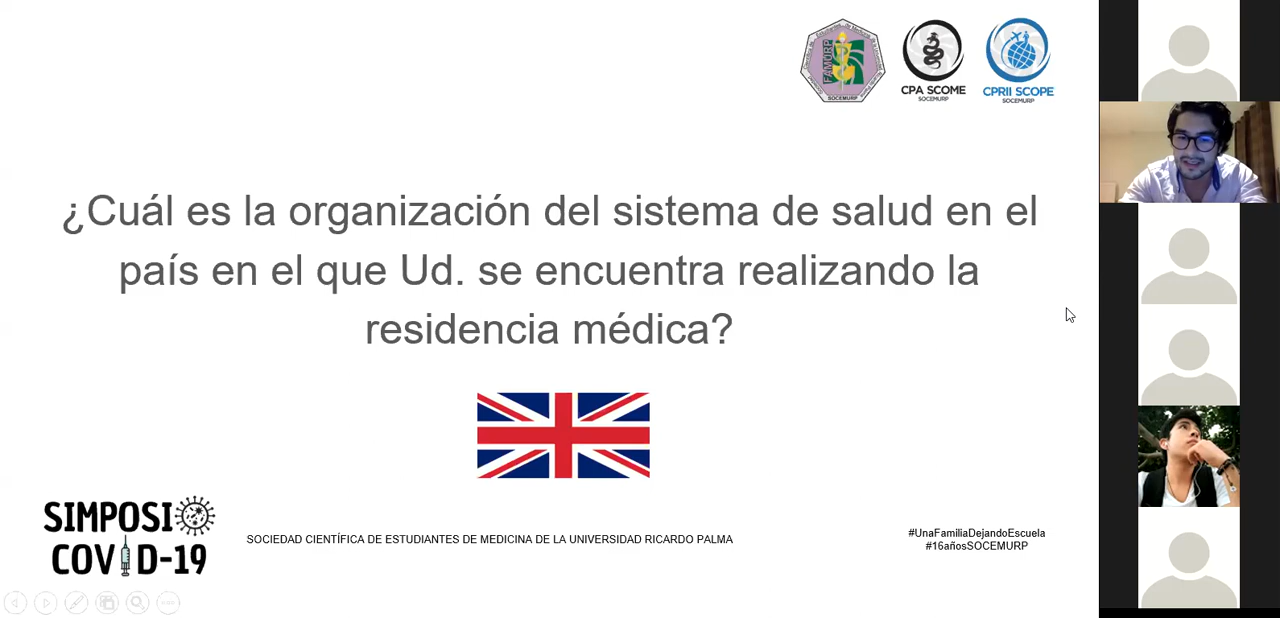 FAMURP
SOCEMURP
CPA SCOME
SOCEMURP
CPRII SCOPE
SOCEMURP
¿Cuál es la organización del sistema de salud en el
país en el que Ud. se encuentra realizando la
residencia médica?
SIMPOSIO
COVID-19
SOCIEDAD CIENTÍFICA DE ESTUDIANTES DE MEDICINA DE LA UNIVERSIDAD RICARDO PALMA
#UnaFamiliaDejandoEscuela
#16añosSOCEMURP